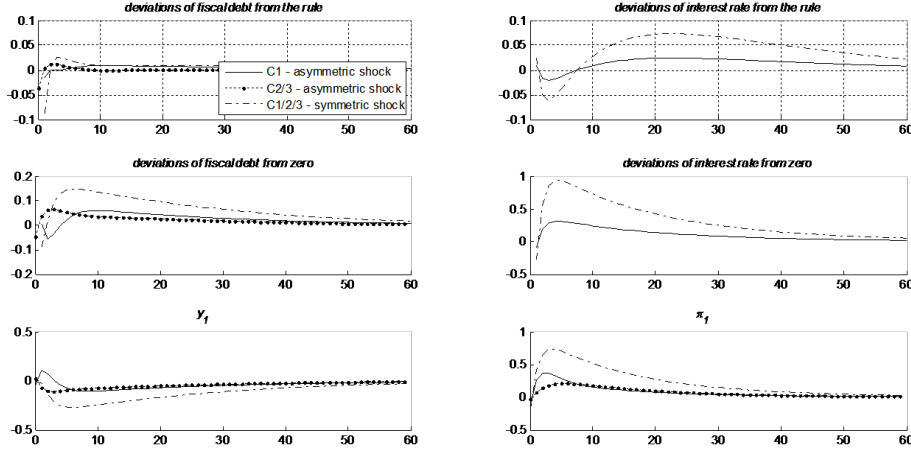 deviations of fiscal debt from the rule
0.1
0.05
0
-0.05
-0.1
0 10 20 30 40 50 60
C1 - asymmetric shock
C2/3 - asymmetric shock
C1/2/3 - symmetric shock
deviations of interest rate from the rule
0.1
0.05
0
-0.05
-0.1
0 10 20 30 40 50 60
deviations of fiscal debt from zero
0.2
0.1
0
0.1
0.2
0 10 20 30 40 50 60
deviations of interest rate from zero
1
0.5
0
-0.5
0 10 20 30 40 50 60
y1
0.5
0
-0.5
0 10 20 30 40 50 60
π1
1
0.5
0
-0.5
0 10 20 30 40 50 60